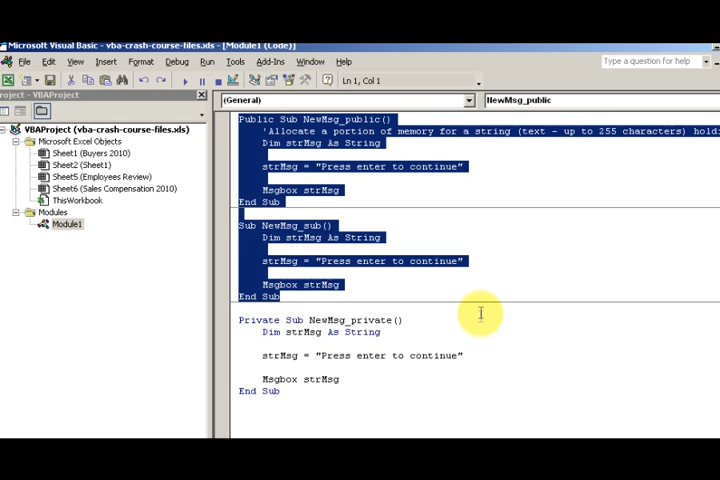 Microsoft Visual Basic - vba-crash-course-files.xls - [Module1 (Code)]
File Edit View Insert Format Debug Run Tools Add-Ins Window Help Type a question for help
Ln 1, Col 1
roject - VBAProject
(General) NewMsg_public
VBAProject (vba-crash-course-files.xls)
Microsoft Excel Objects
Sheet1 (Buyers 2010)
Sheet2 (Sheet1)
Sheet5 (Employees Review)
Sheet6 (Sales Compensation 2010)
ThisWorkbook
Modules
Module1
Public Sub NewMsg_public()
'Allocate a portion of memory for a string (text - up to 255 characters) holdi
Dim strMsg As String
strMsg = "Press enter to continue"
Msgbox strMsg
End Sub
Sub NewMsg_sub()
Dim strMsg As String
strMsg = "Press enter to continue"
Msgbox strMsg
End Sub
Private Sub NewMsg_private()
Dim strMsg As String
strMsg = "Press enter to continue"
Msgbox strMsg
End Sub